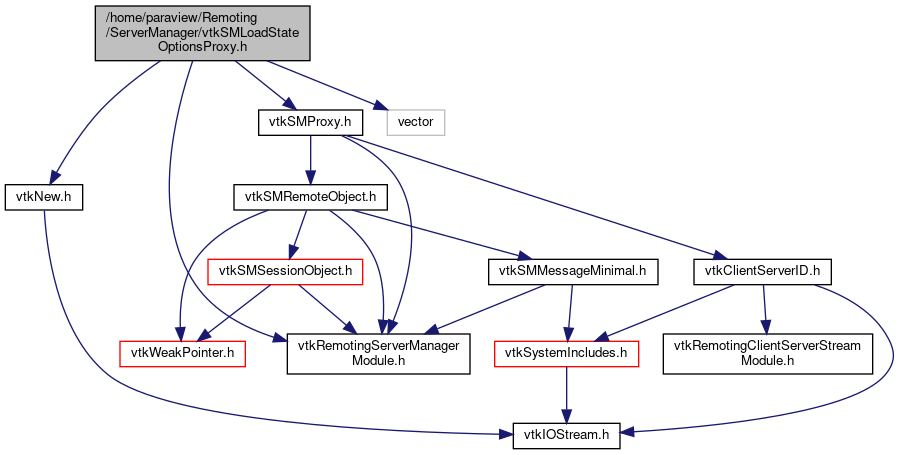 /home/paraview/Remoting
/ServerManager/vtkSMLoadState
OptionsProxy.h
vtkSMProxy.h
vector
vtkNew.h
vtkSMRemoteObject.h
vtkSMSessionObject.h
vtkSMMessageMinimal.h
vtkClientServerID.h
vtkWeakPointer.h
vtkRemotingServerManager
Module.h
vtkSystemIncludes.h
vtkRemotingClientServerStream
Module.h
vtkIOStream.h